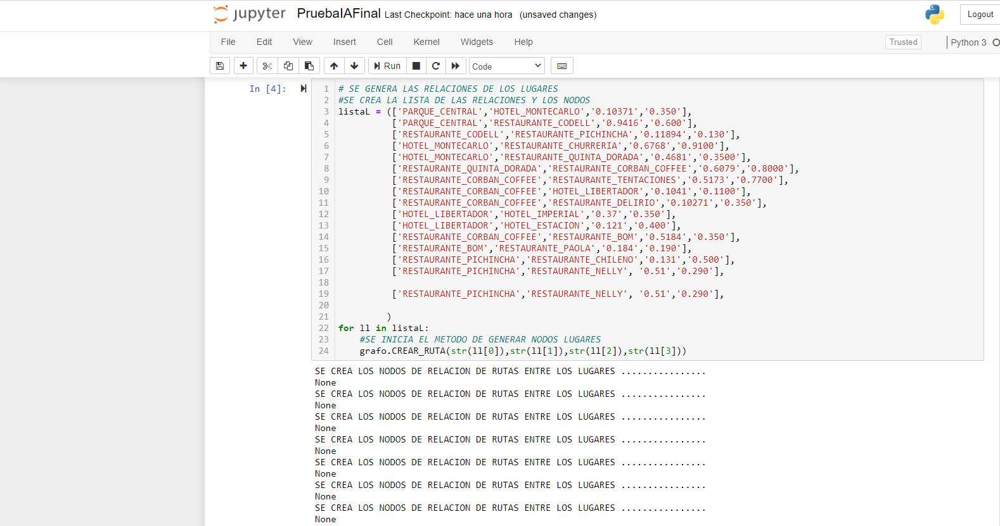 jupyter PruebaIAFinal Last Checkpoint: hace una hora (unsaved changes) Logout
File Edit View Insert Cell Kernel Widgets Help Trusted Python 3
Run Code
In [4]:
1 # SE GENERA LAS RELACIONES DE LOS LUGARES
2 #SE CREA LA LISTA DE LAS RELACIONES Y LOS NODOS
3 listaL = (['PARQUE_CENTRAL','HOTEL_MONTECARLO','0.10371','0.350'],
4 ['PARQUE_CENTRAL','RESTAURANTE_CODELL','0.9416','0.600'],
5 ['RESTAURANTE_CODELL','RESTAURANTE_PICHINCHA','0.11894','0.130'],
6 ['HOTEL_MONTECARLO','RESTAURANTE_CHURRERIA','0.6768','0.9100'],
7 ['HOTEL_MONTECARLO','RESTAURANTE_QUINTA_DORADA','0.4681','0.3500'],
8 ['RESTAURANTE_QUINTA_DORADA','RESTAURANTE_CORBAN_COFFEE','0.6079','0.8000'],
9 ['RESTAURANTE_CORBAN_COFFEE','RESTAURANTE_TENTACIONES','0.5173','0.7700'],
10 ['RESTAURANTE_CORBAN_COFFEE','HOTEL_LIBERTADOR','0.1041','0.1100'],
11 ['RESTAURANTE_CORBAN_COFFEE','RESTAURANTE_DELIRIO','0.10271','0.350'],
12 ['HOTEL_LIBERTADOR','HOTEL_IMPERIAL','0.37','0.350'],
13 ['HOTEL_LIBERTADOR','HOTEL_ESTACION','0.121','0.400'],
14 ['RESTAURANTE_CORBAN_COFFEE','RESTAURANTE_BOM','0.5184','0.350'],
15 ['RESTAURANTE_BOM','RESTAURANTE_PAOLA','0.184','0.190'],
16 ['RESTAURANTE_PICHINCHA','RESTAURANTE_CHILENO','0.131','0.500'],
17 ['RESTAURANTE_PICHINCHA','RESTAURANTE_NELLY', '0.51','0.290'],
18
19 ['RESTAURANTE_PICHINCHA','RESTAURANTE_NELLY', '0.51','0.290'],
20
21 )
22 for ll in listaL:
23 #SE INICIA EL METODO DE GENERAR NODOS LUGARES
24 grafo.CREAR_RUTA(str(ll[0]),str(ll[1]),str(ll[2]),str(ll[3]))
SE CREA LOS NODOS DE RELACION DE RUTAS ENTRE LOS LUGARES ................
None
SE CREA LOS NODOS DE RELACION DE RUTAS ENTRE LOS LUGARES ................
None
SE CREA LOS NODOS DE RELACION DE RUTAS ENTRE LOS LUGARES ................
None
SE CREA LOS NODOS DE RELACION DE RUTAS ENTRE LOS LUGARES ................
None
SE CREA LOS NODOS DE RELACION DE RUTAS ENTRE LOS LUGARES ................
None
SE CREA LOS NODOS DE RELACION DE RUTAS ENTRE LOS LUGARES ................
None
SE CREA LOS NODOS DE RELACION DE RUTAS ENTRE LOS LUGARES ................
None